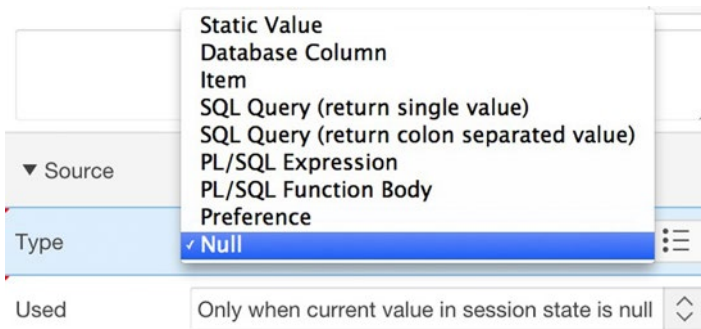 Static Value
Database Column
Item
SQL Query (return single value)
SQL Query (return colon separated value)
PL/SQL Expression
▼ Source
PL/SQL Function Body
Preference
Type
✓ Null
Used
Only when current value in session state is null